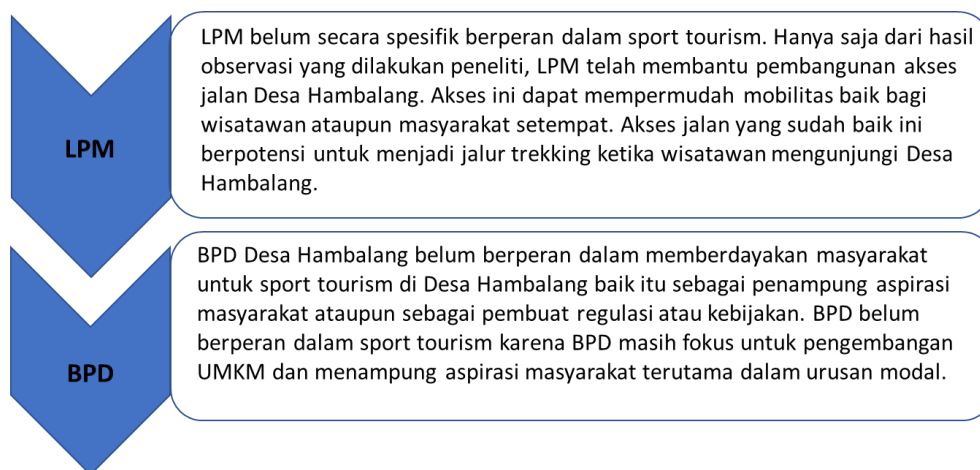 LPM
LPM belum secara spesifik berperan dalam sport tourism. Hanya saja dari hasil
observasi yang dilakukan peneliti, LPM telah membantu pembangunan akses
jalan Desa Hambalang. Akses ini dapat mempermudah mobilitas baik bagi
wisatawan ataupun masyarakat setempat. Akses jalan yang sudah baik ini
berpotensi untuk menjadi jalur trekking ketika wisatawan mengunjungi Desa
Hambalang.
BPD
BPD Desa Hambalang belum berperan dalam memberdayakan masyarakat
untuk sport tourism di Desa Hambalang baik itu sebagai penampung aspirasi
masyarakat ataupun sebagai pembuat regulasi atau kebijakan. BPD belum
berperan dalam sport tourism karena BPD masih fokus untuk pengembangan
UMKM dan menampung aspirasi masyarakat terutama dalam urusan modal.